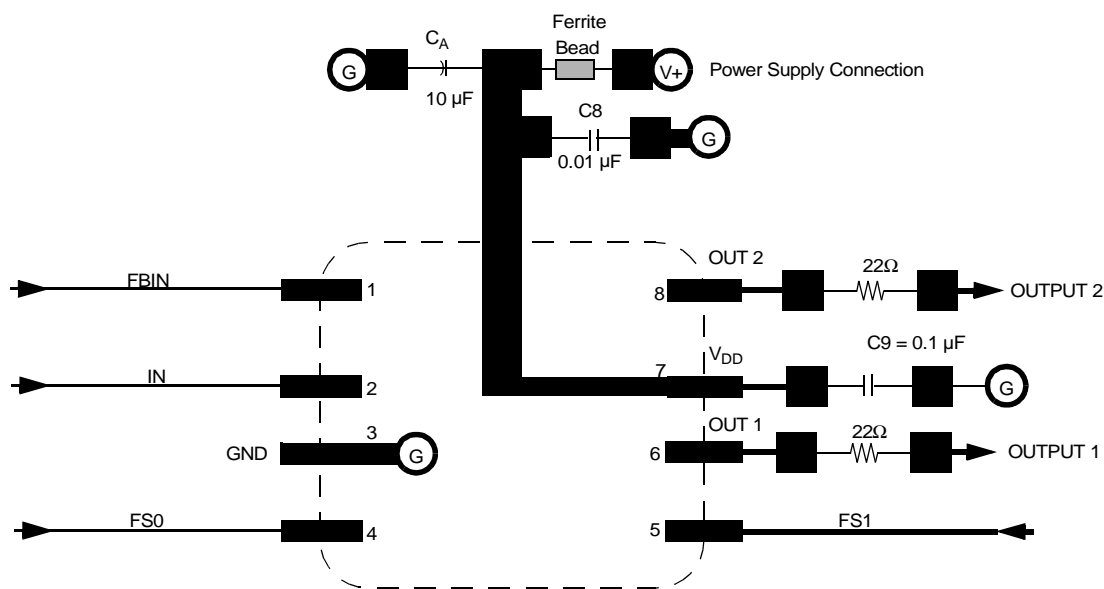 Ferrite
Bead
C_A
G
V+
Power Supply Connection
10 µF
C8
G
0.01 µF
OUT 2
22Ω
FBIN
1
8
OUTPUT 2
C9 = 0.1 µF
V_DD
IN
2
7
G
3
OUT 1
22Ω
GND
G
6
OUTPUT 1
FS0
4
5
FS1